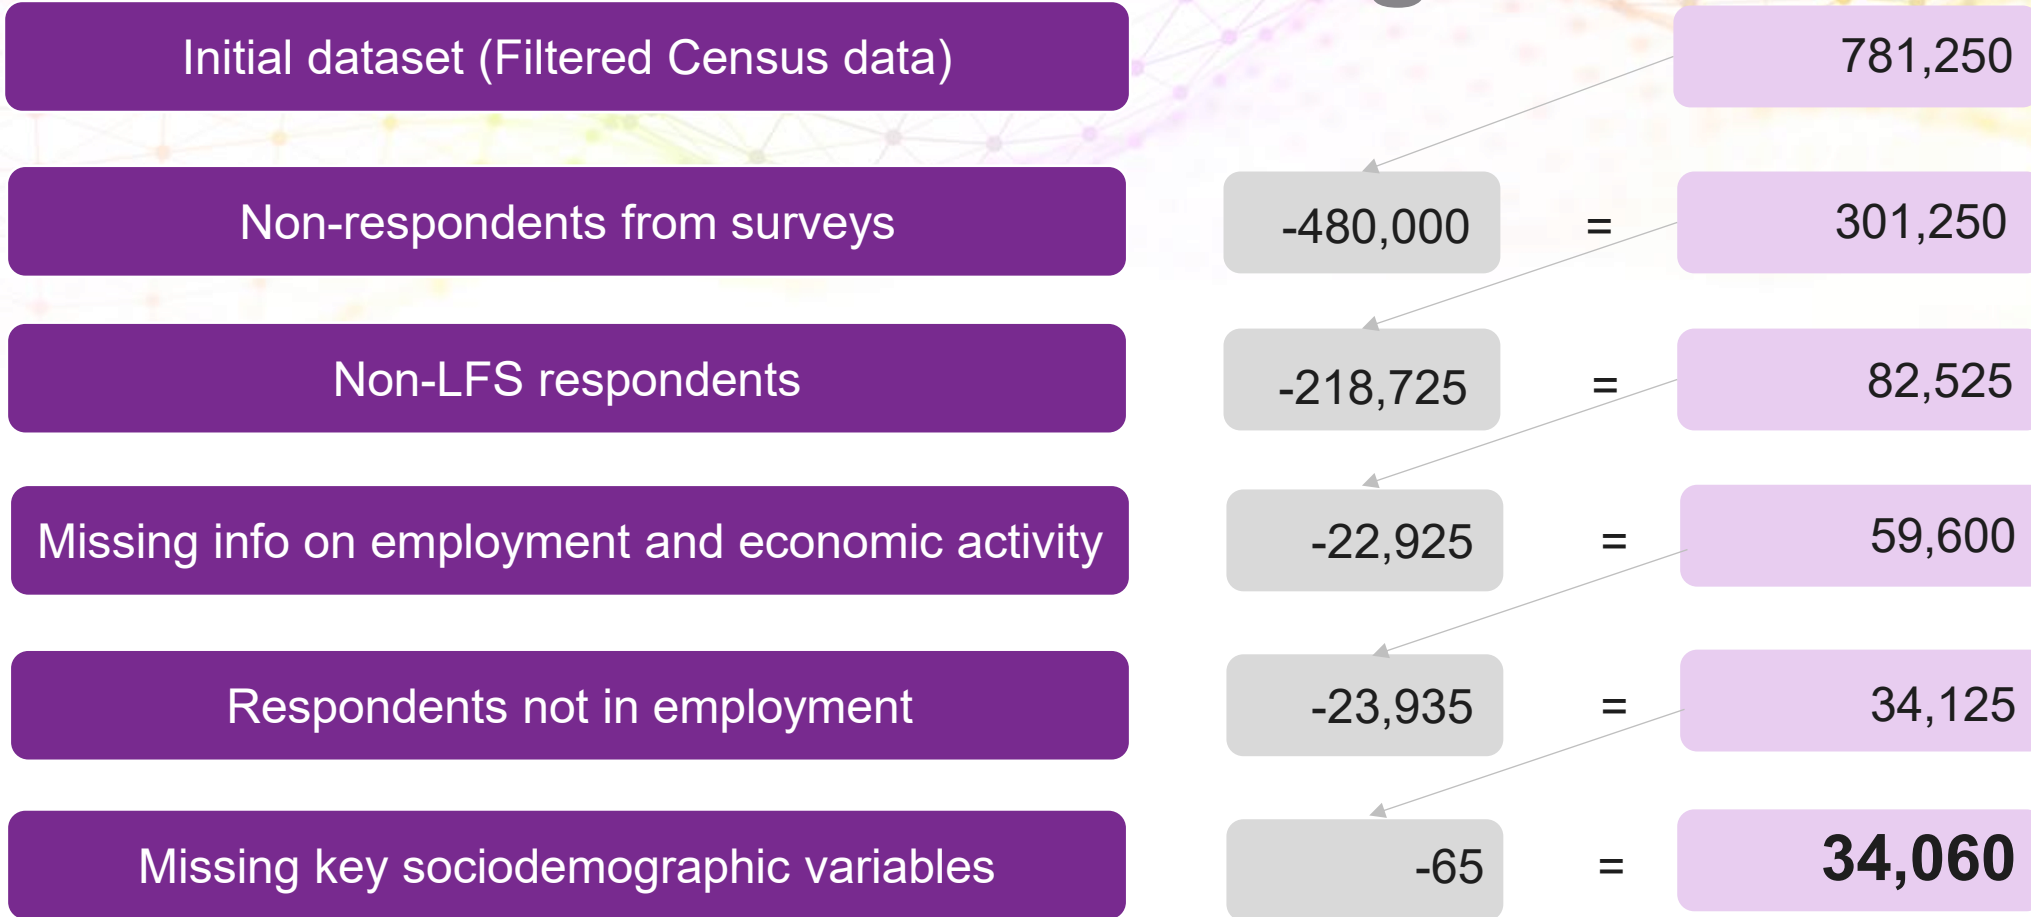 Initial dataset (Filtered Census data)
781,250
Non-respondents from surveys
-480,000 = 301,250
Non-LFS respondents
-218,725 = 82,525
Missing info on employment and economic activity
-22,925 = 59,600
Respondents not in employment
-23,935 = 34,125
Missing key sociodemographic variables
-65 = 34,060